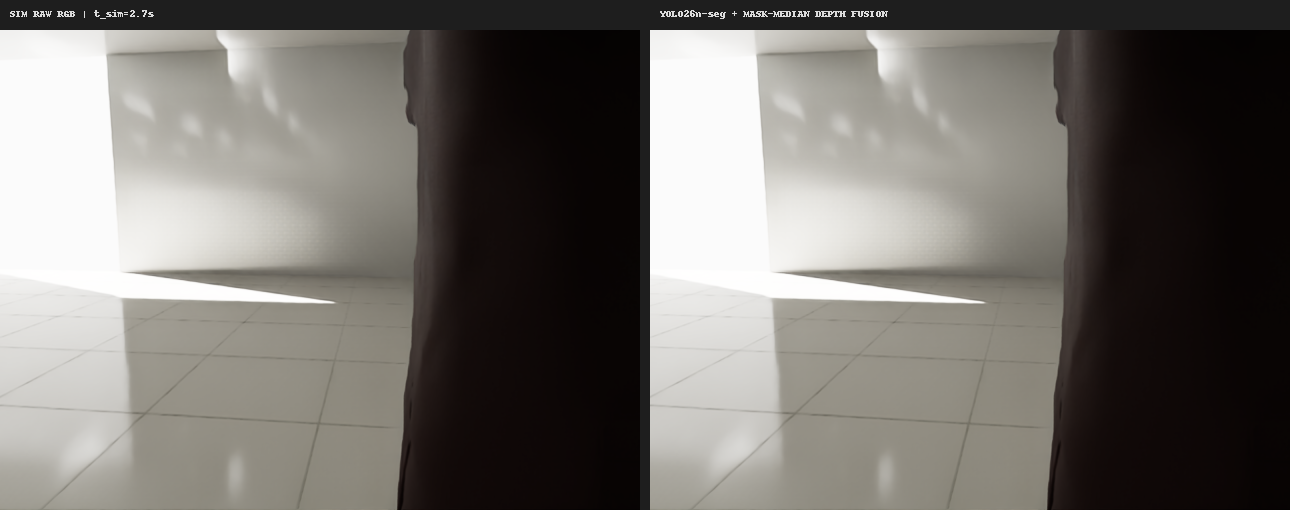 SIM RAW RGB | t_sim=2.7s
YOLO26n-seg + MASK-MEDIAN DEPTH FUSION